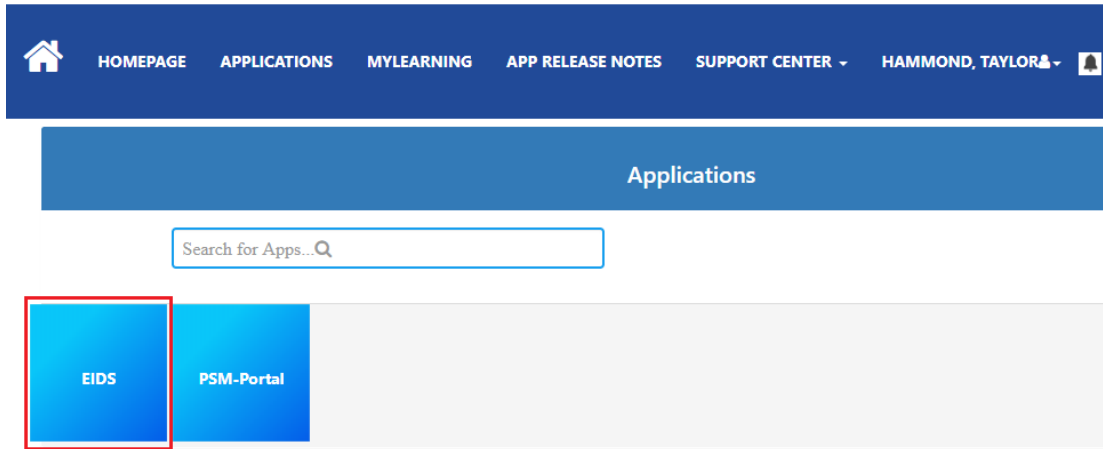 HOMEPAGE APPLICATIONS MYLEARNING APP RELEASE NOTES SUPPORT CENTER HAMMOND, TAYLOR
Applications
Search for Apps...
EIDS PSM-Portal